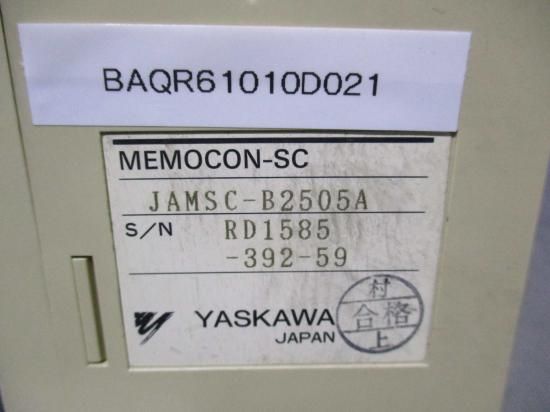 BAQR61010D021
MEMOCON-SC
JAMSC-B2505A
S/N RD1585
-392-59
YASKAWA
JAPAN
村
合格
上